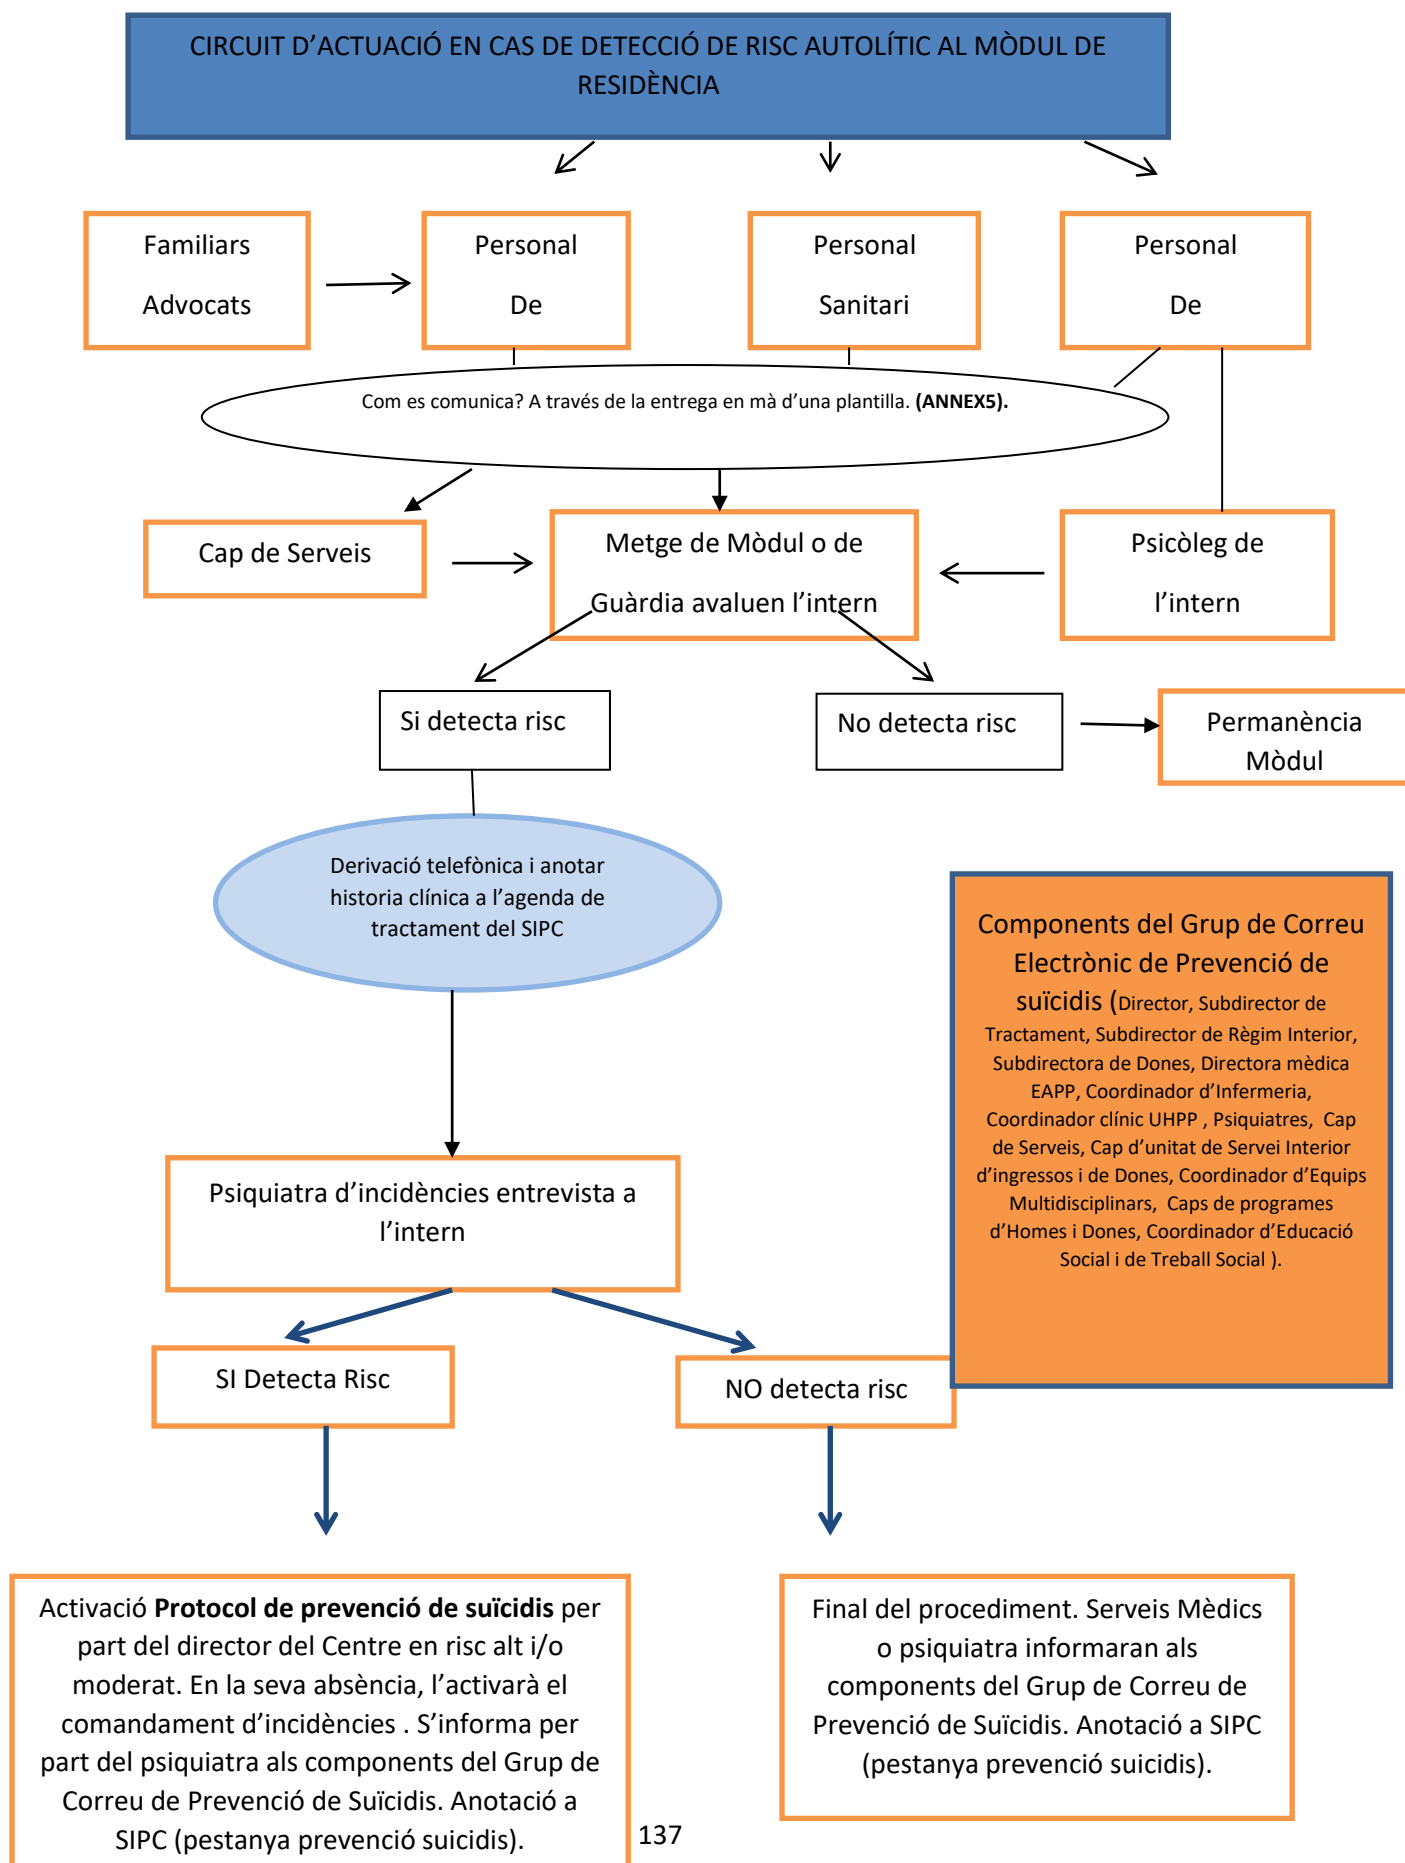 CIRCUIT D’ACTUACIÓ EN CAS DE DETECCIÓ DE RISC AUTOLÍTIC AL MÒDUL DE
RESIDÈNCIA
Familiars
Advocats
Personal
De
Personal
Sanitari
Personal
De
Com es comunica? A través de la entrega en mà d’una plantilla. (ANNEX5).
Cap de Serveis
Metge de Mòdul o de
Guàrdia avaluen l’intern
Psicòleg de
l’intern
Si detecta risc
No detecta risc
Permanència
Mòdul
Derivació telefònica i anotar
historia clínica a l’agenda de
tractament del SIPC
Components del Grup de Correu
Electrònic de Prevenció de
suïcidis (Director, Subdirector de
Tractament, Subdirector de Règim Interior,
Subdirectora de Dones, Directora mèdica
EAPP, Coordinador d’Infermeria,
Coordinador clínic UHPP , Psiquiatres, Cap
de Serveis, Cap d’unitat de Servei Interior
d’ingressos i de Dones, Coordinador d’Equips
Multidisciplinars, Caps de programes
d’Homes i Dones, Coordinador d’Educació
Social i de Treball Social ).
Psiquiatra d’incidències entrevista a
l’intern
SI Detecta Risc
NO detecta risc
Activació Protocol de prevenció de suïcidis per
part del director del Centre en risc alt i/o
moderat. En la seva absència, l’activarà el
comandament d’incidències . S’informa per
part del psiquiatra als components del Grup de
Correu de Prevenció de Suïcidis. Anotació a
SIPC (pestanya prevenció suicidis).
Final del procediment. Serveis Mèdics
o psiquiatra informaran als
components del Grup de Correu de
Prevenció de Suïcidis. Anotació a SIPC
(pestanya prevenció suicidis).
137